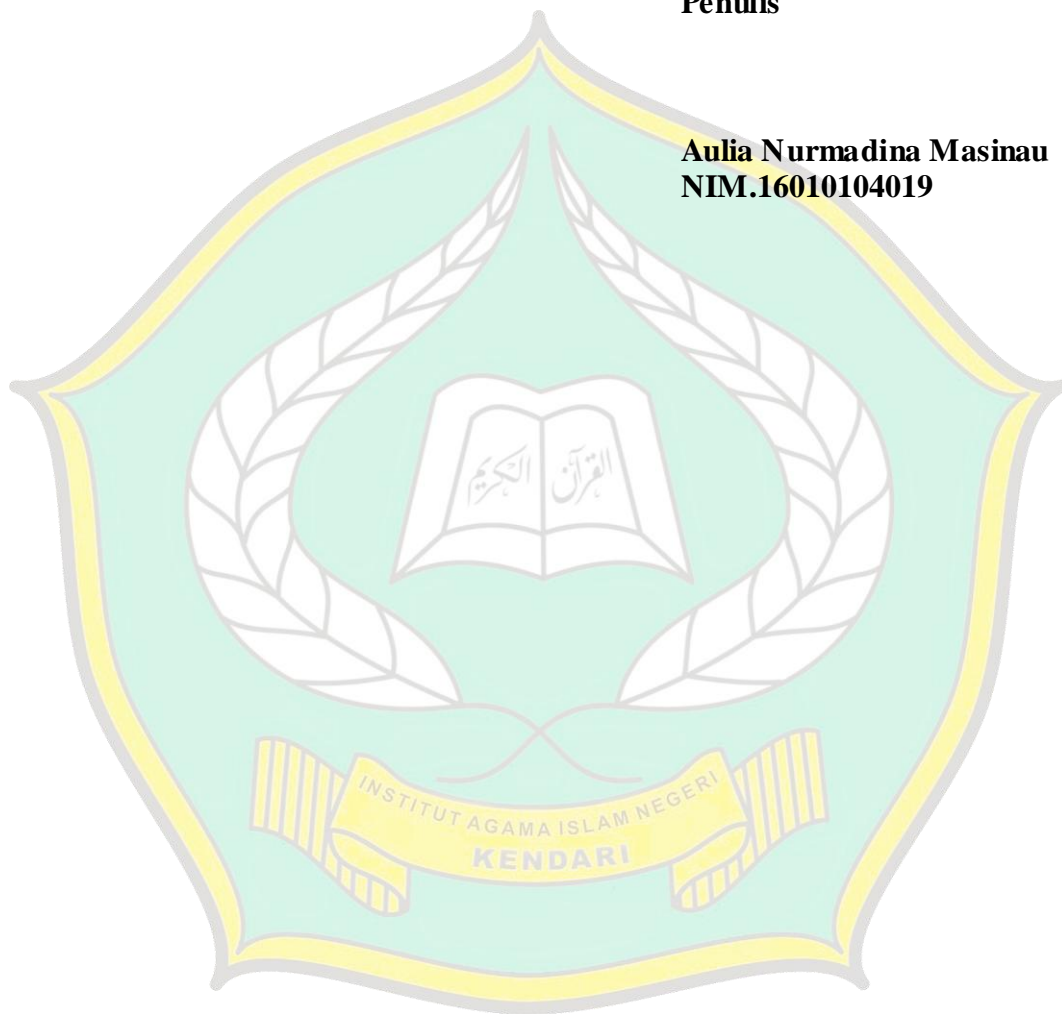 Penulis
Aulia Nurmadina Masinau
NIM.16010104019
القرآن الكريم
INSTITUT AGAMA ISLAM NEGERI
KENDARI